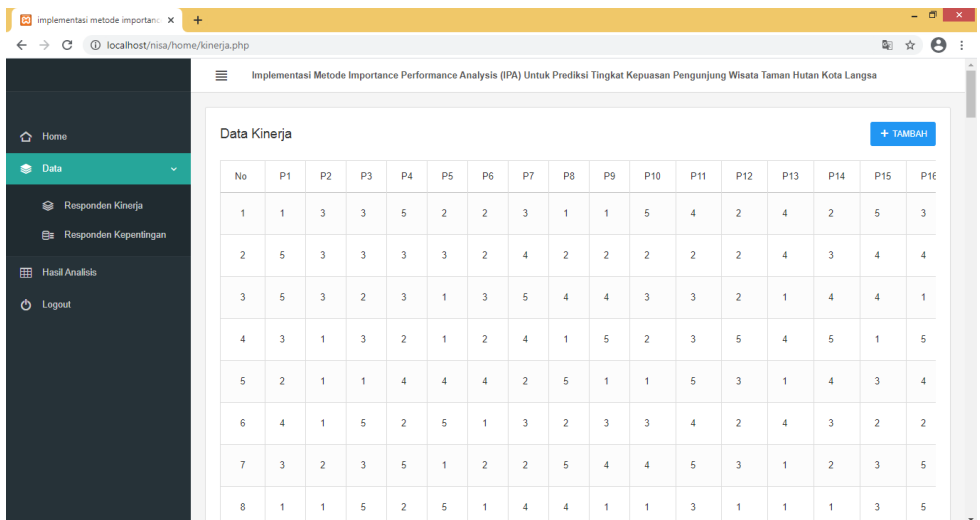 implementasi metode importanc
localhost/nisa/home/kinerja.php
Implementasi Metode Importance Performance Analysis (IPA) Untuk Prediksi Tingkat Kepuasan Pengunjung Wisata Taman Hutan Kota Langsa
Home
Data
Responden Kinerja
Responden Kepentingan
Hasil Analisis
Logout
Data Kinerja
+ TAMBAH
No P1 P2 P3 P4 P5 P6 P7 P8 P9 P10 P11 P12 P13 P14 P15 P16
1 1 3 3 5 2 2 3 1 1 5 4 2 4 2 5 3
2 5 3 3 3 3 2 4 2 2 2 2 2 4 3 4 4
3 5 3 2 3 1 3 5 4 4 3 3 2 1 4 4 1
4 3 1 3 2 1 2 4 1 5 2 3 5 4 5 1 5
5 2 1 1 4 4 4 2 5 1 1 5 3 1 4 3 4
6 4 1 5 2 5 1 3 2 3 3 4 2 4 3 2 2
7 3 2 3 5 1 2 2 5 4 4 5 3 1 2 3 5
8 1 1 5 2 5 1 4 4 1 1 3 1 1 1 3 5